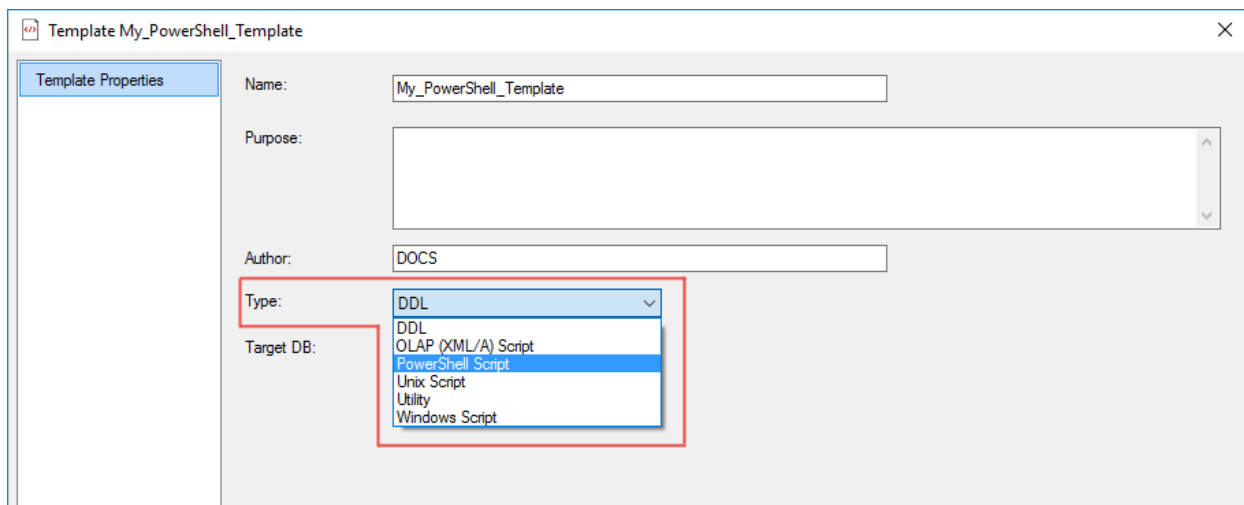 Template My_PowerShell_Template
Template Properties
Name: My_PowerShell_Template
Purpose:
Author: DOCS
Type: DDL
DDL
OLAP (XML/A) Script
Target DB:
PowerShell Script
Unix Script
Utility
Windows Script